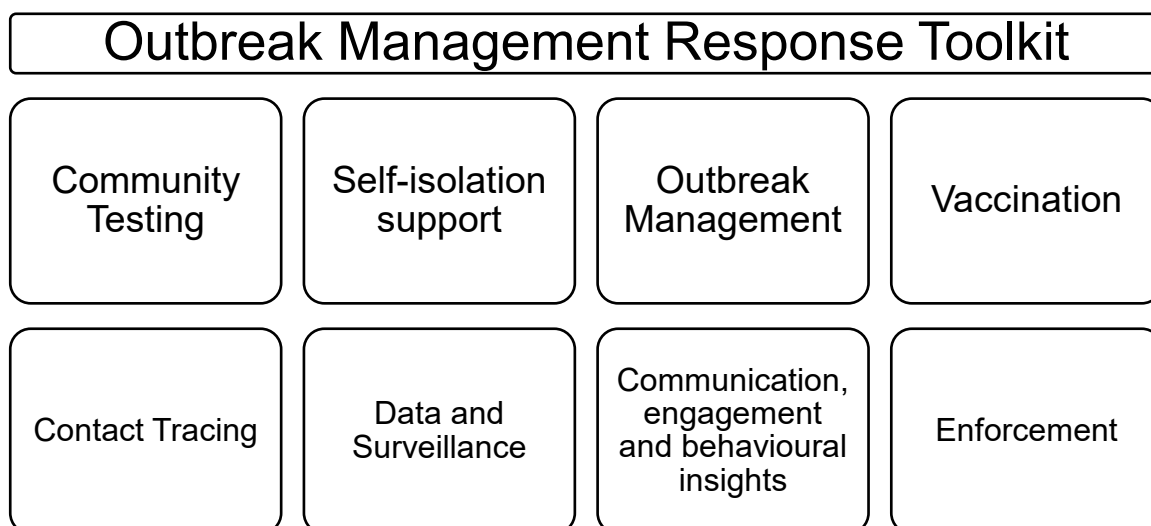 Outbreak Management Response Toolkit
Community
Testing
Self-isolation
support
Outbreak
Management
Vaccination
Contact Tracing
Data and
Surveillance
Communication,
engagement
and behavioural
insights
Enforcement